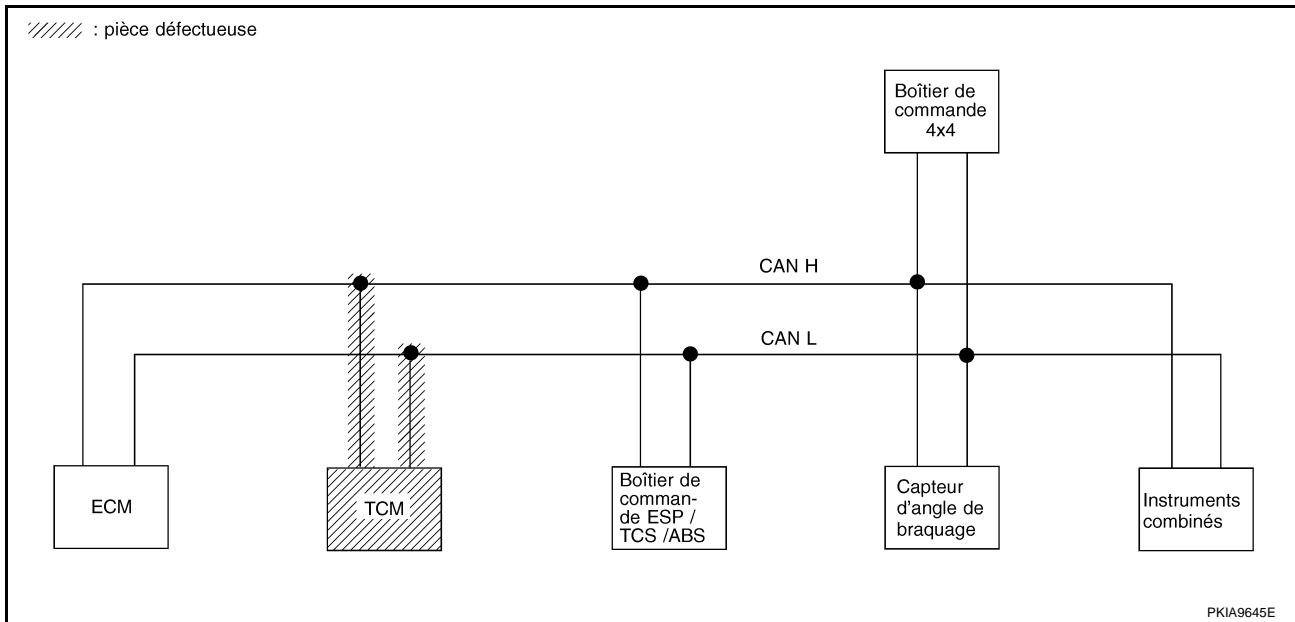 : pièce défectueuse
Boîtier de
commande
4x4
CAN H
CAN L
ECM
TCM
Boîtier de
comman-
de ESP /
TCS /ABS
Capteur
d'angle de
braquage
Instruments
combinés
PKIA9645E